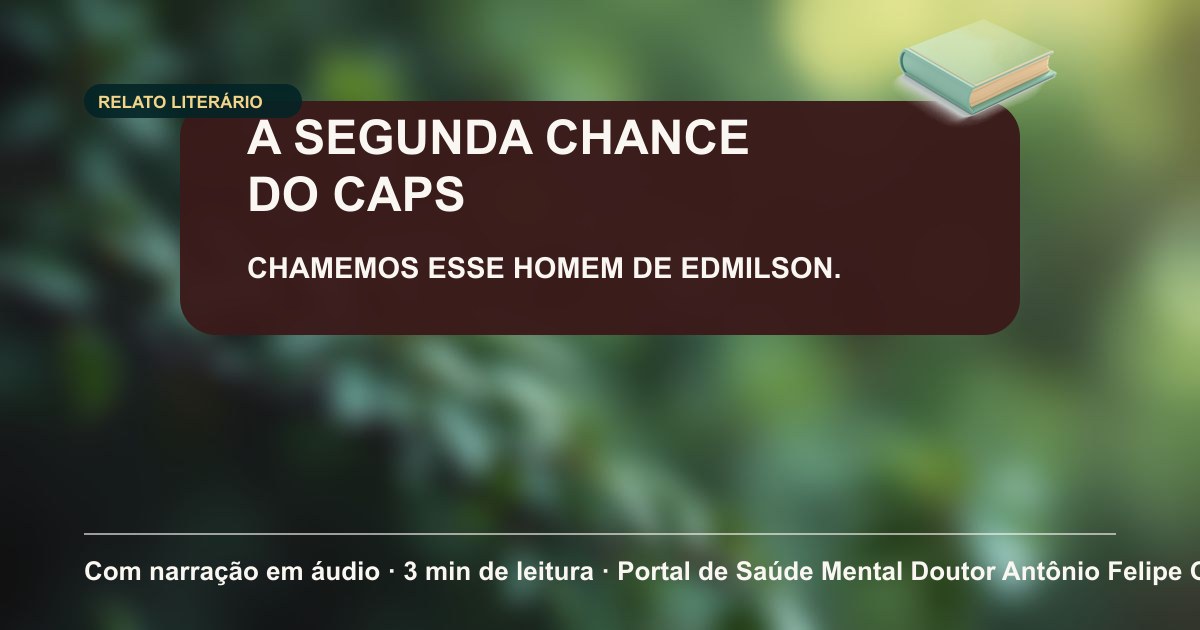 RELATO LITERÁRIO
A SEGUNDA CHANCE
DO CAPS
CHAMEMOS ESSE HOMEM DE EDMILSON.
Com narração em áudio · 3 min de leitura · Portal de Saúde Mental Doutor Antônio Felipe